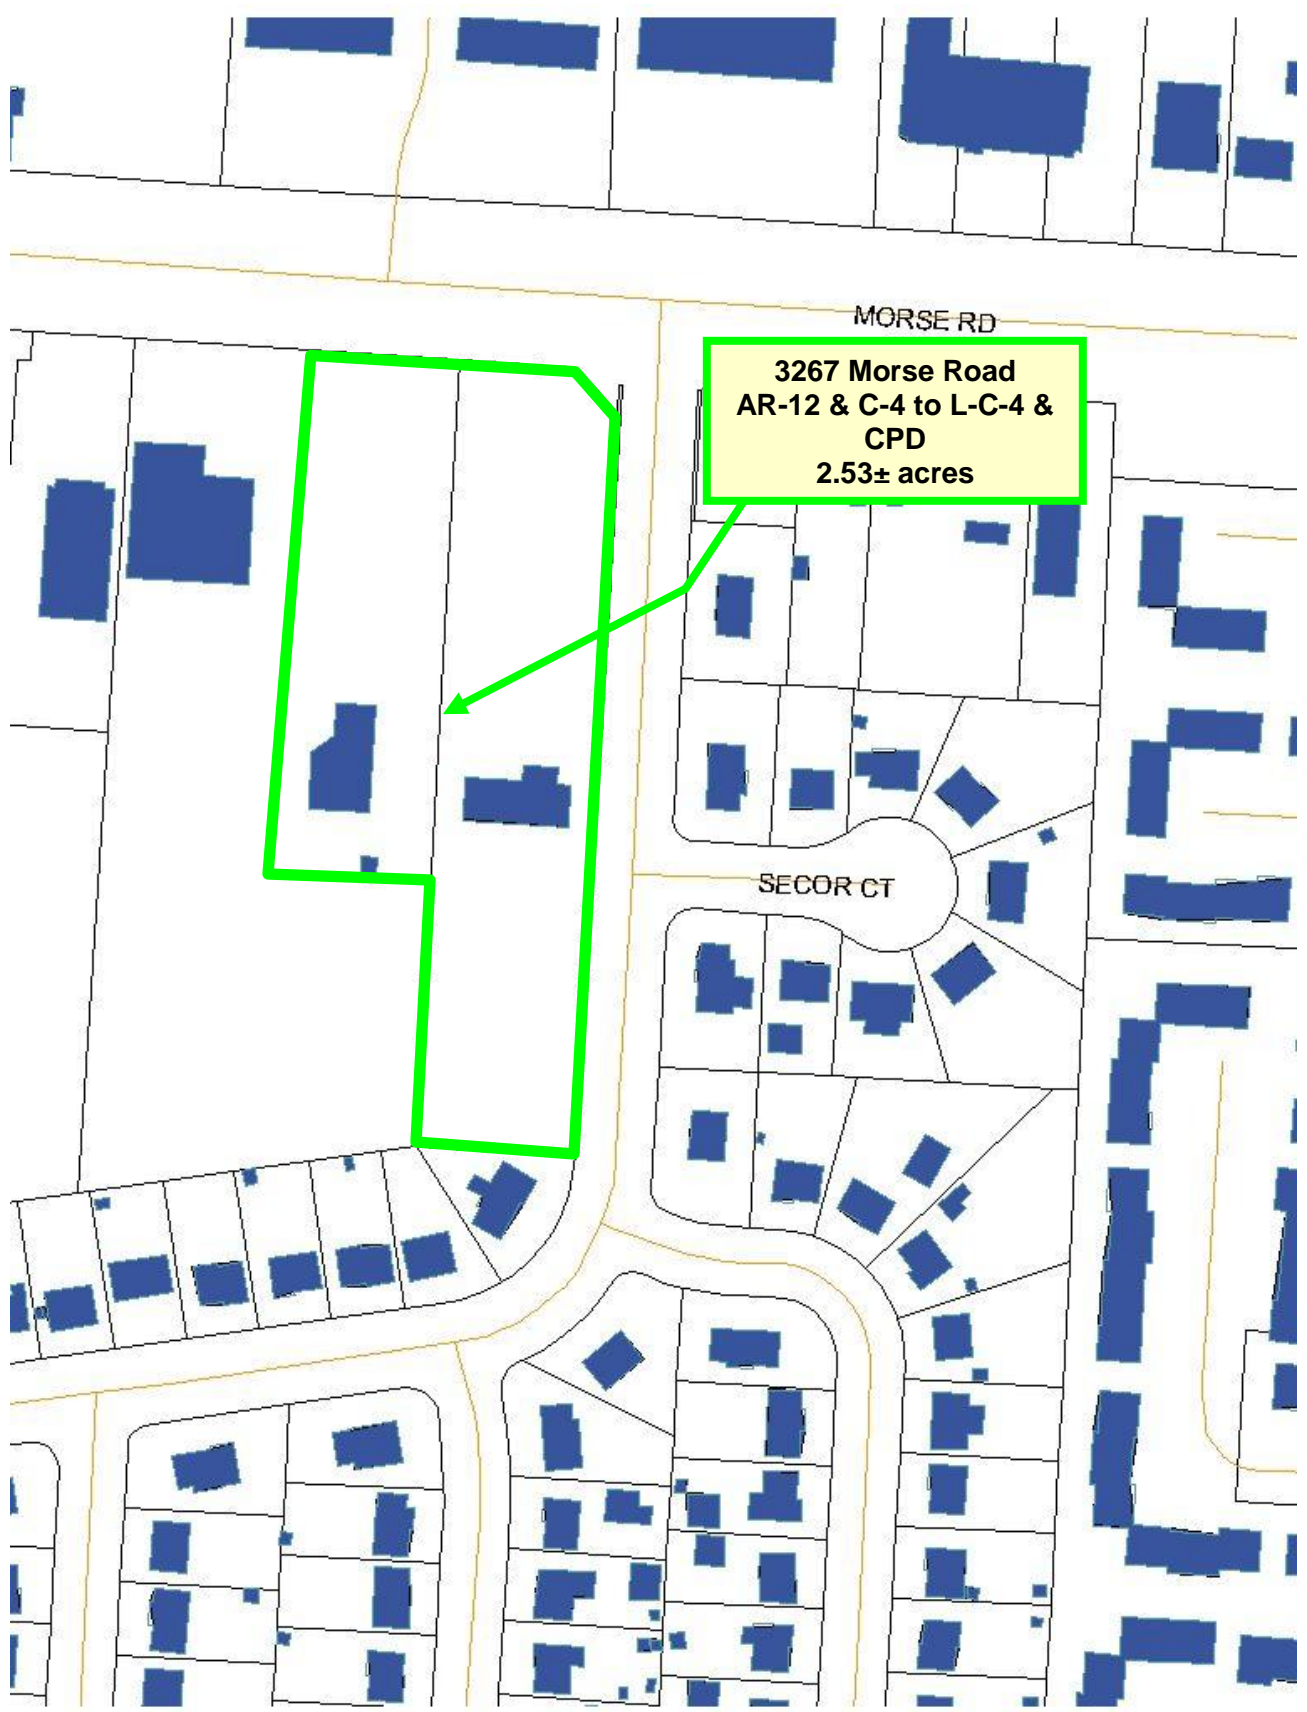 MORSE RD
3267 Morse Road
AR-12 & C-4 to L-C-4 &
CPD
2.53± acres
SECOR CT